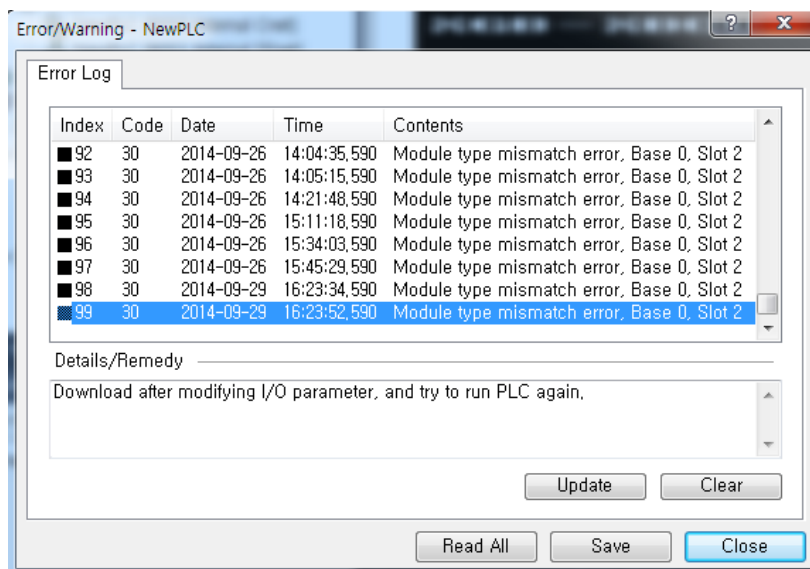 Error/Warning - NewPLC
Error Log
Index Code Date Time Contents
92 30 2014-09-26 14:04:35,590 Module type mismatch error, Base 0, Slot 2
93 30 2014-09-26 14:05:15,590 Module type mismatch error, Base 0, Slot 2
94 30 2014-09-26 14:21:48,590 Module type mismatch error, Base 0, Slot 2
95 30 2014-09-26 15:11:18,590 Module type mismatch error, Base 0, Slot 2
96 30 2014-09-26 15:34:03,590 Module type mismatch error, Base 0, Slot 2
97 30 2014-09-26 15:45:29,590 Module type mismatch error, Base 0, Slot 2
98 30 2014-09-29 16:23:34,590 Module type mismatch error, Base 0, Slot 2
99 30 2014-09-29 16:23:52,590 Module type mismatch error, Base 0, Slot 2
Details/Remedy
Download after modifying I/O parameter, and try to run PLC again,
Update Clear
Read All Save Close